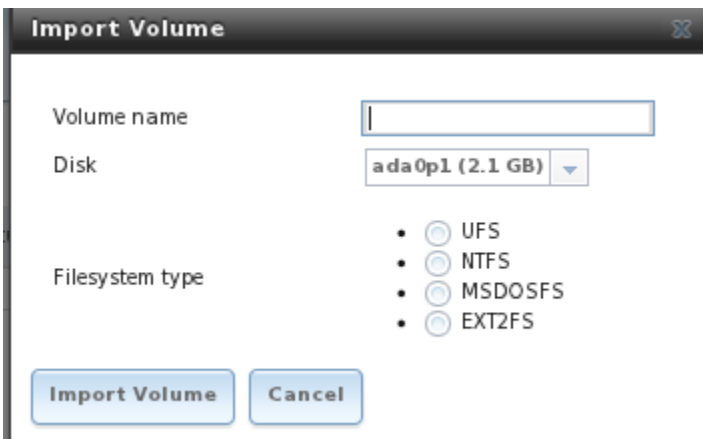 Import Volume
Volume name
Disk
ada0p1 (2.1 GB)
Filesystem type
UFS
NTFS
MSDOSFS
EXT2FS
Import Volume
Cancel